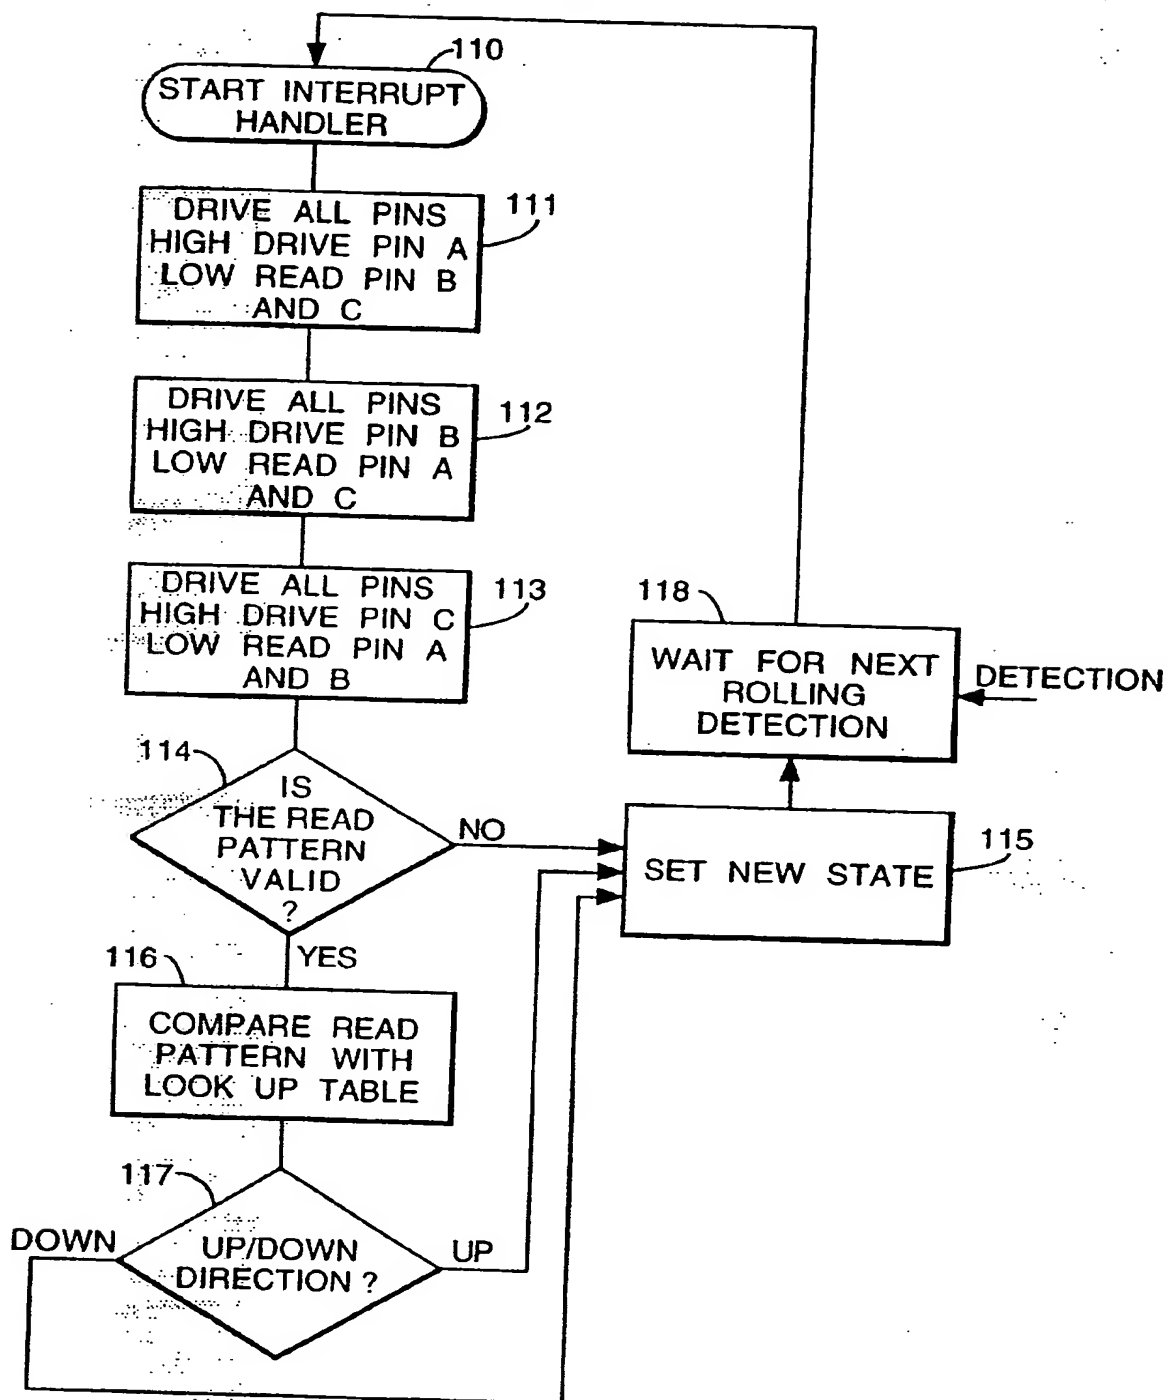 110
START INTERRUPT
HANDLER
111
DRIVE ALL PINS
HIGH DRIVE PIN A
LOW READ PIN B
AND C
112
DRIVE ALL PINS
HIGH DRIVE PIN B
LOW READ PIN A
AND C
113
DRIVE ALL PINS
HIGH DRIVE PIN C
LOW READ PIN A
AND B
114
IS
THE READ
PATTERN
VALID
?
NO
YES
118
WAIT FOR NEXT
ROLLING
DETECTION
DETECTION
115
SET NEW STATE
116
COMPARE READ
PATTERN WITH
LOOK UP TABLE
117
UP/DOWN
DIRECTION ?
DOWN
UP